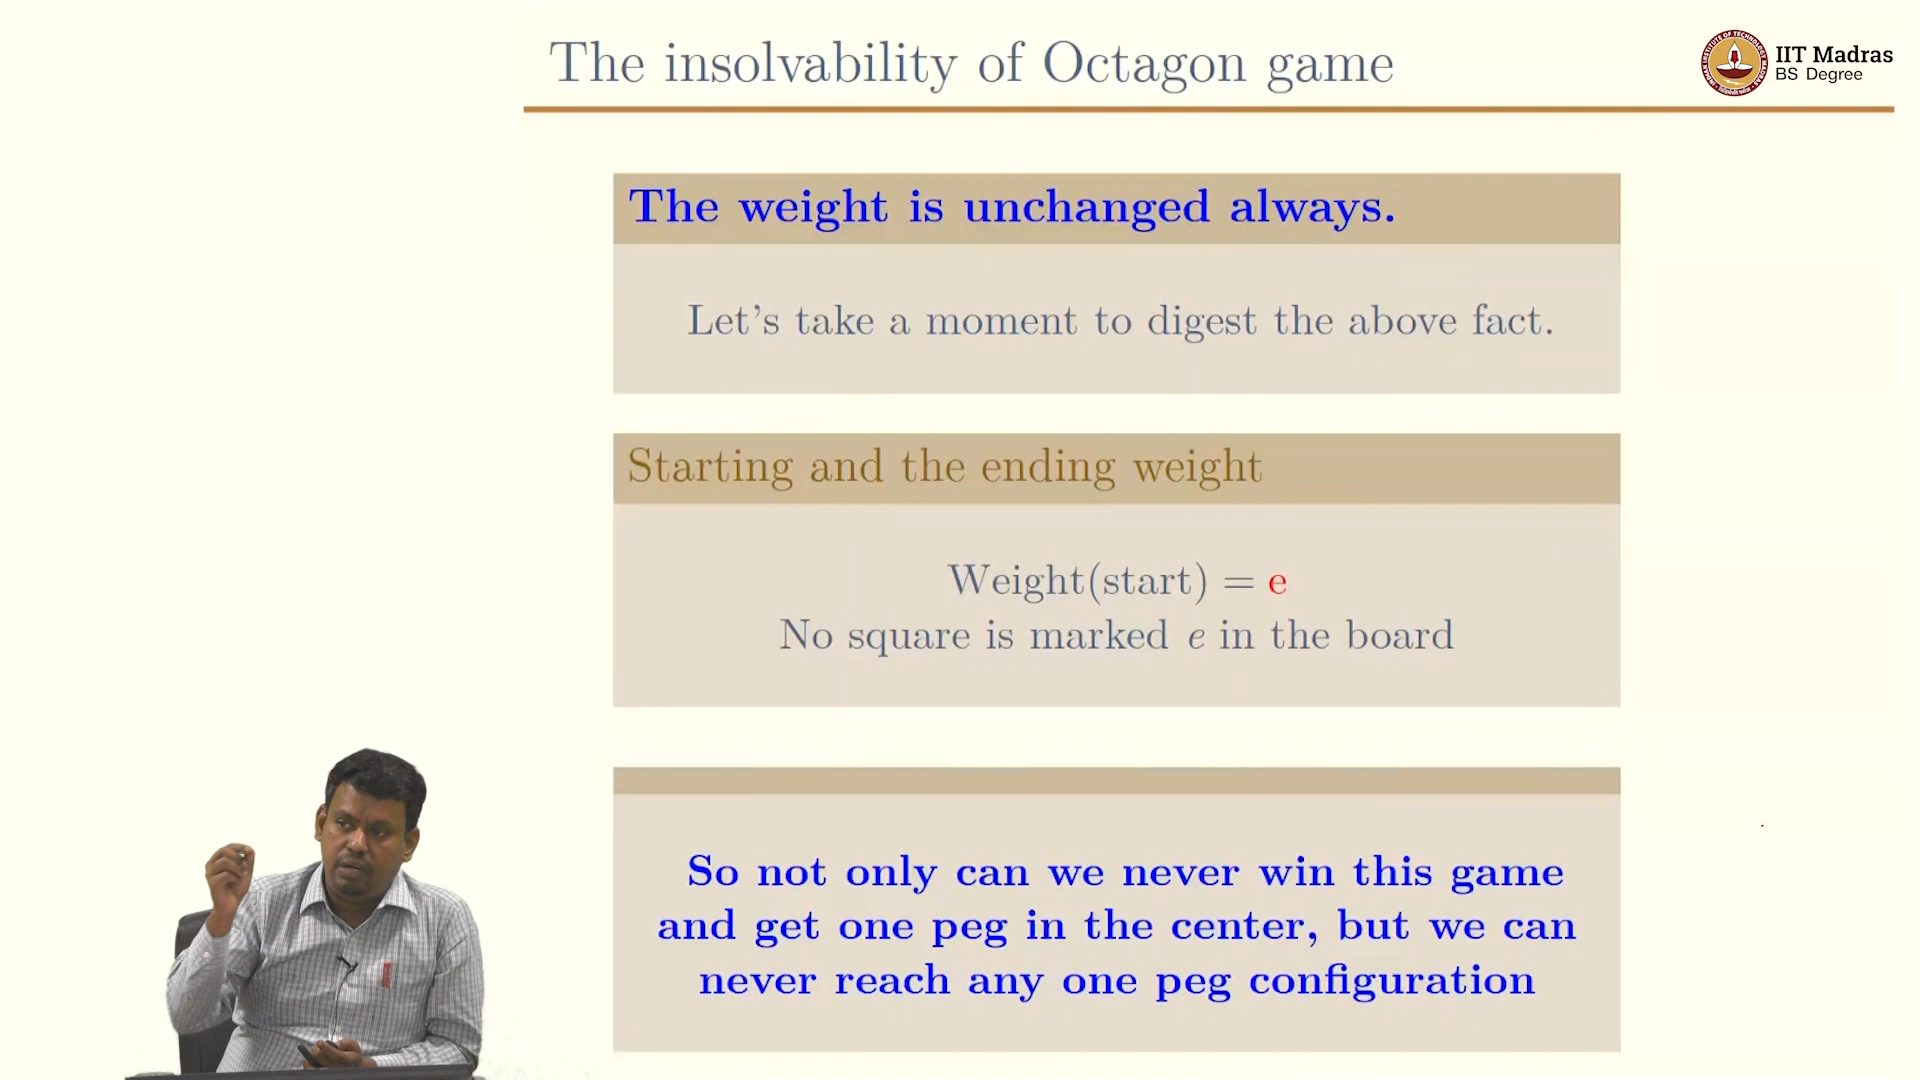 The insolvability of Octagon game
IIT Madras
BS Degree
The weight is unchanged always.
Let's take a moment to digest the above fact.
Starting and the ending weight
Weight(start) = e
No square is marked e in the board
So not only can we never win this game
and get one peg in the center, but we can
never reach any one peg configuration